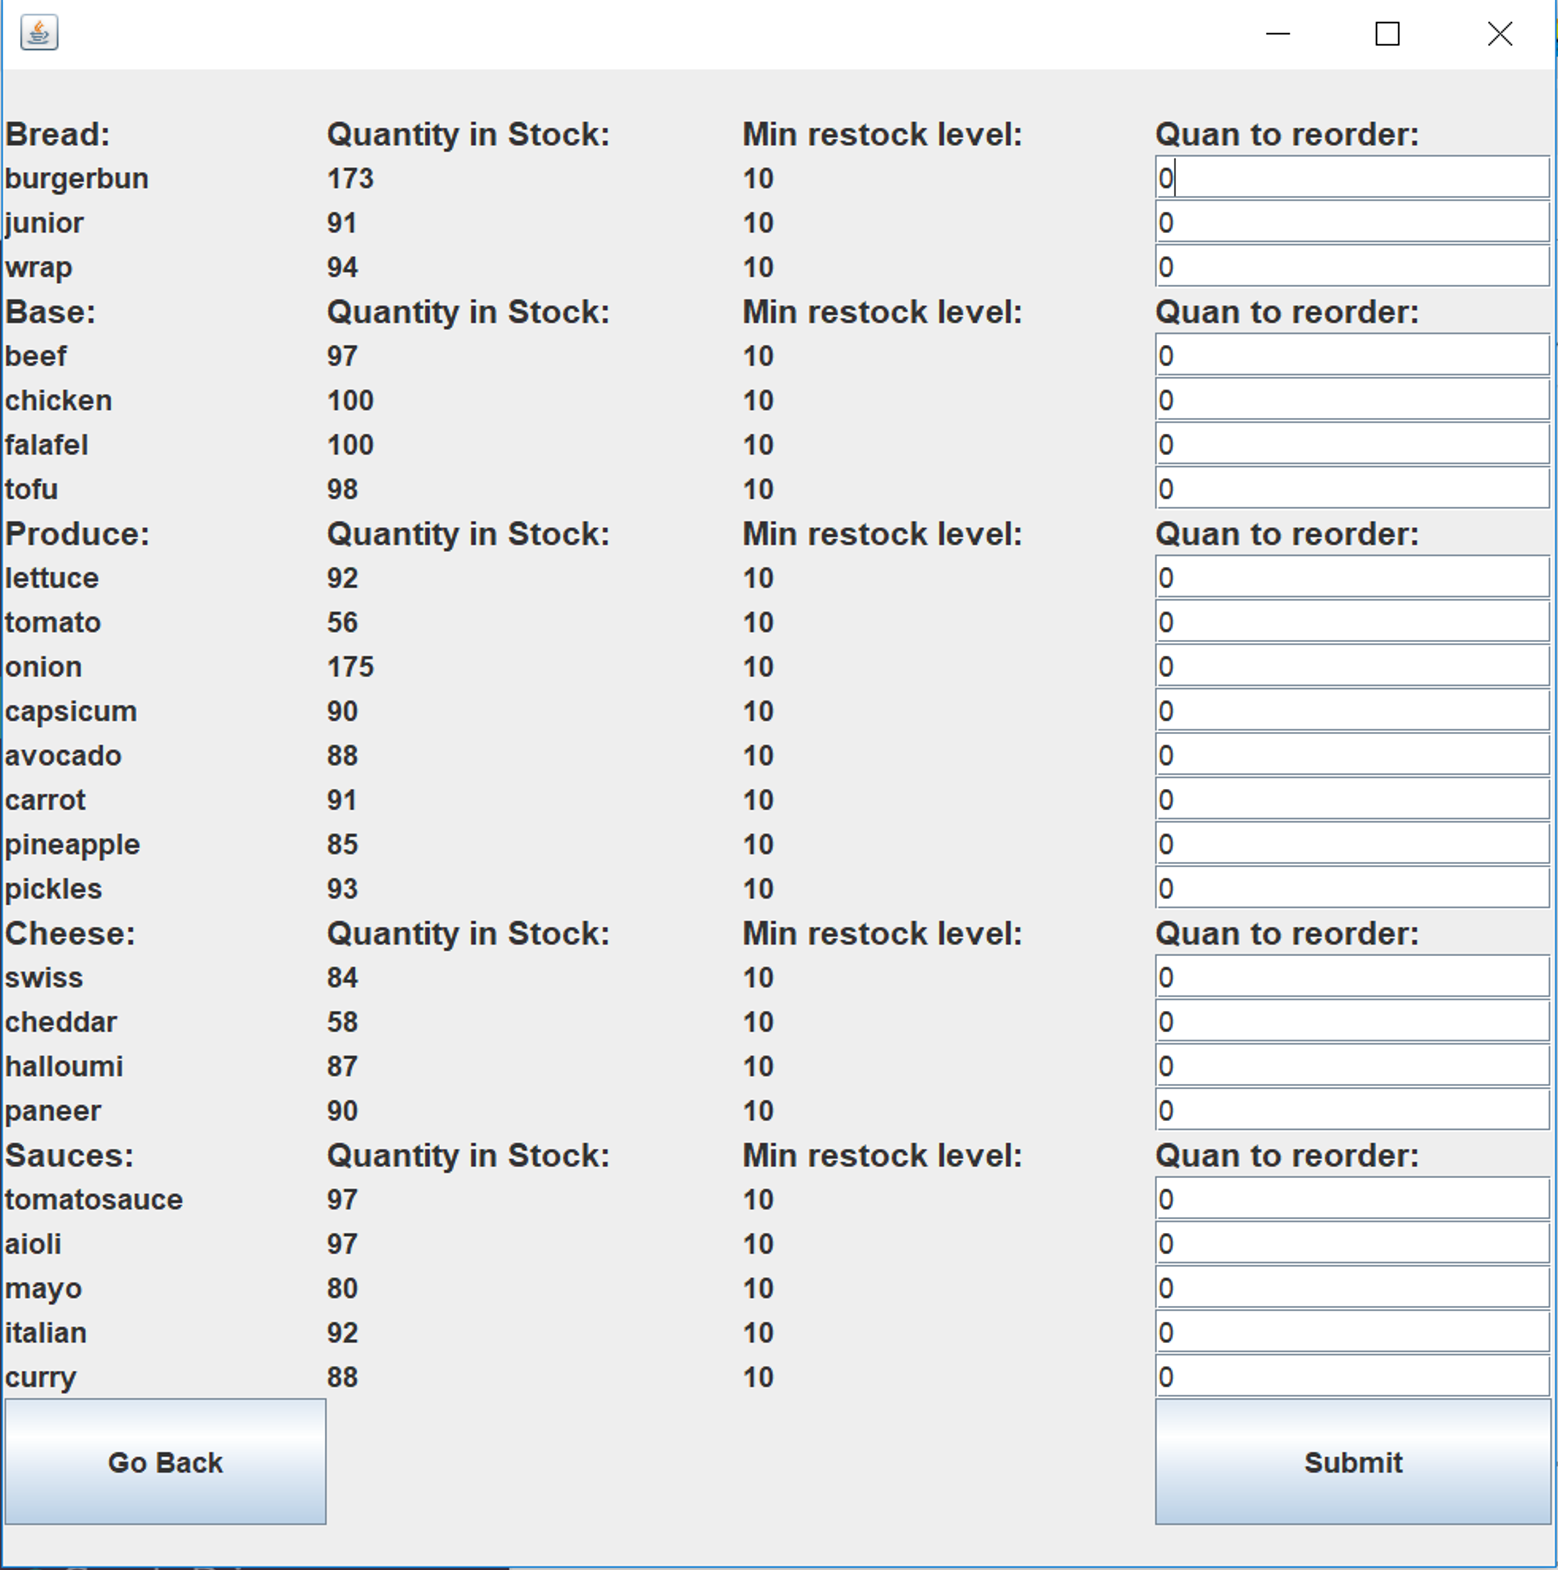 Bread: Quantity in Stock: Min restock level: Quan to reorder:
burgerbun 173 10 0
junior 91 10 0
wrap 94 10 0
Base: Quantity in Stock: Min restock level: Quan to reorder:
beef 97 10 0
chicken 100 10 0
falafel 100 10 0
tofu 98 10 0
Produce: Quantity in Stock: Min restock level: Quan to reorder:
lettuce 92 10 0
tomato 56 10 0
onion 175 10 0
capsicum 90 10 0
avocado 88 10 0
carrot 91 10 0
pineapple 85 10 0
pickles 93 10 0
Cheese: Quantity in Stock: Min restock level: Quan to reorder:
swiss 84 10 0
cheddar 58 10 0
halloumi 87 10 0
paneer 90 10 0
Sauces: Quantity in Stock: Min restock level: Quan to reorder:
tomatosauce 97 10 0
aioli 97 10 0
mayo 80 10 0
italian 92 10 0
curry 88 10 0
Go Back Submit